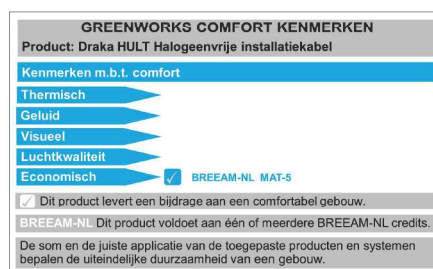 GREENWORKS COMFORT KENMERKEN
Product: Draka HULT Halogeenvrije installatiekabel
Kenmerken m.b.t. comfort
Thermisch
Geluid
Visueel
Luchtkwaliteit
Economisch BREEAM-NL MAT-5
Dit product levert een bijdrage aan een comfortabel gebouw.
BREEAM-NL Dit product voldoet aan één of meerdere BREEAM-NL credits.
De som en de juiste applicatie van de toegepaste producten en systemen
bepalen de uiteindelijke duurzaamheid van een gebouw.